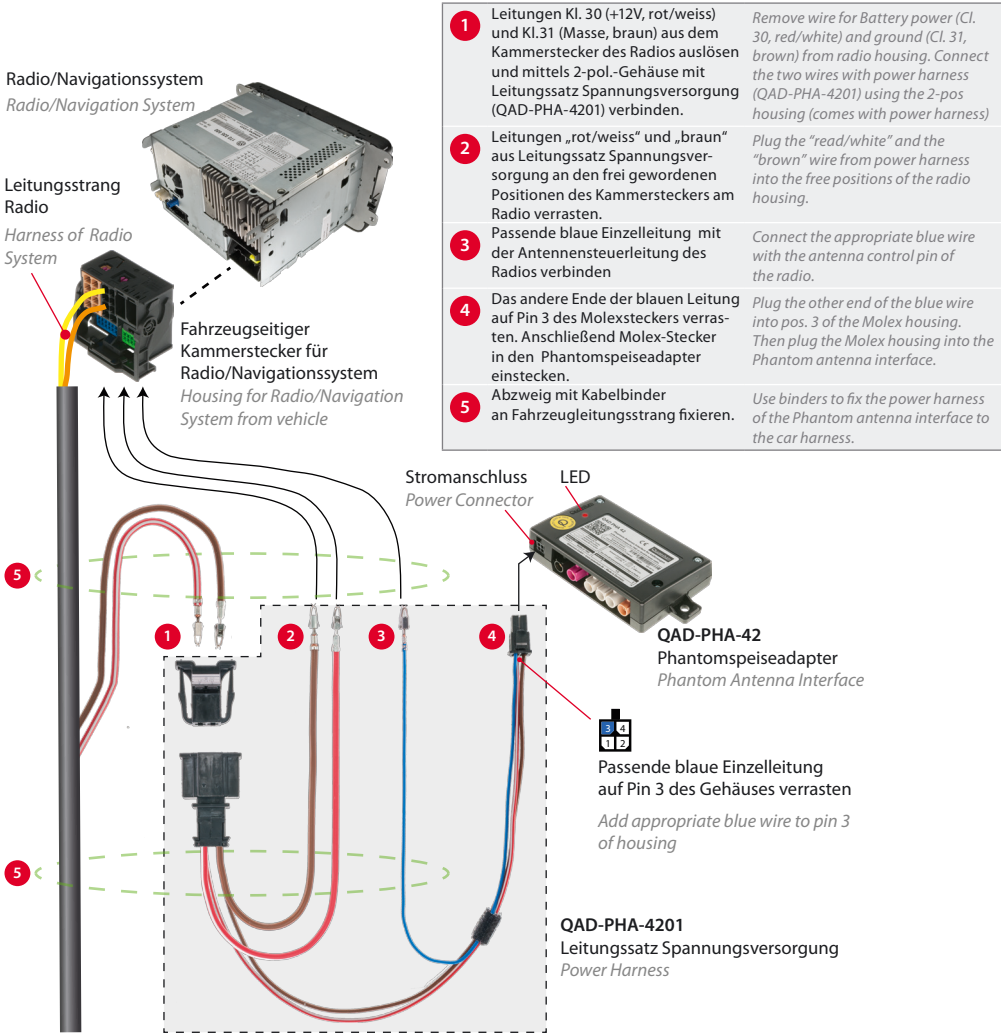 1
Leitungen Kl. 30 (+12V, rot/weiss)
und Kl.31 (Masse, braun) aus dem
Kammerstecker des Radios auslösen
und mittels 2-pol.-Gehäuse mit
Leitungssatz Spannungsversorgung
(QAD-PHA-4201) verbinden.
Remove wire for Battery power (Cl.
30, red/white) and ground (Cl. 31,
brown) from radio housing. Connect
the two wires with power harness
(QAD-PHA-4201) using the 2-pos
housing (comes with power harness)
2
Leitungen „rot/weiss“ und „braun“
aus Leitungssatz Spannungsver-
sorgung an den frei gewordenen
Positionen des Kammersteckers am
Radio verrasten.
Plug the “read/white” and the
“brown” wire from power harness
into the free positions of the radio
housing.
3
Passende blaue Einzelleitung mit
der Antennensteuerleitung des
Radios verbinden
Connect the appropriate blue wire
with the antenna control pin of
the radio.
4
Das andere Ende der blauen Leitung
auf Pin 3 des Molexsteckers verras-
ten. Anschließend Molex-Stecker
in den Phantomspeiseadapter
einstecken.
Plug the other end of the blue wire
into pos. 3 of the Molex housing.
Then plug the Molex housing into the
Phantom antenna interface.
5
Abzweig mit Kabelbinder
an Fahrzeugleitungsstrang fixieren.
Use binders to fix the power harness
of the Phantom antenna interface to
the car harness.
Radio/Navigationssystem
Radio/Navigation System
Leitungsstrang
Radio
Harness of Radio
System
Fahrzeugseitiger
Kammerstecker für
Radio/Navigationssystem
Housing for Radio/Navigation
System from vehicle
Stromanschluss
Power Connector
LED
QAD-PHA-42
QAD-PHA-42
Phantomspeiseadapter
Phantom Antenna Interface
5
1
2
3
4
3 4
1 2
Passende blaue Einzelleitung
auf Pin 3 des Gehäuses verrasten
Add appropriate blue wire to pin 3
of housing
5
QAD-PHA-4201
Leitungssatz Spannungsversorgung
Power Harness